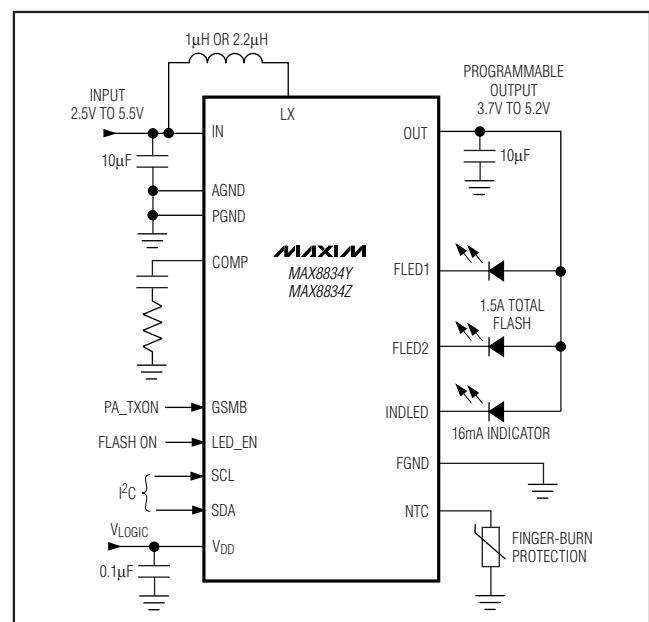 1µH OR 2.2µH
INPUT
2.5V TO 5.5V
PROGRAMMABLE
OUTPUT
3.7V TO 5.2V
LX
IN
OUT
10µF
10µF
AGND
PGND
COMP
MAXIM
MAX8834Y
MAX8834Z
FLED1
1.5A TOTAL
FLASH
FLED2
PA_TXON
GSMB
INDLED
16mA INDICATOR
FLASH ON
LED_EN
FGND
I²C
SCL
SDA
NTC
VLOGIC
VDD
FINGER-BURN
PROTECTION
0.1µF